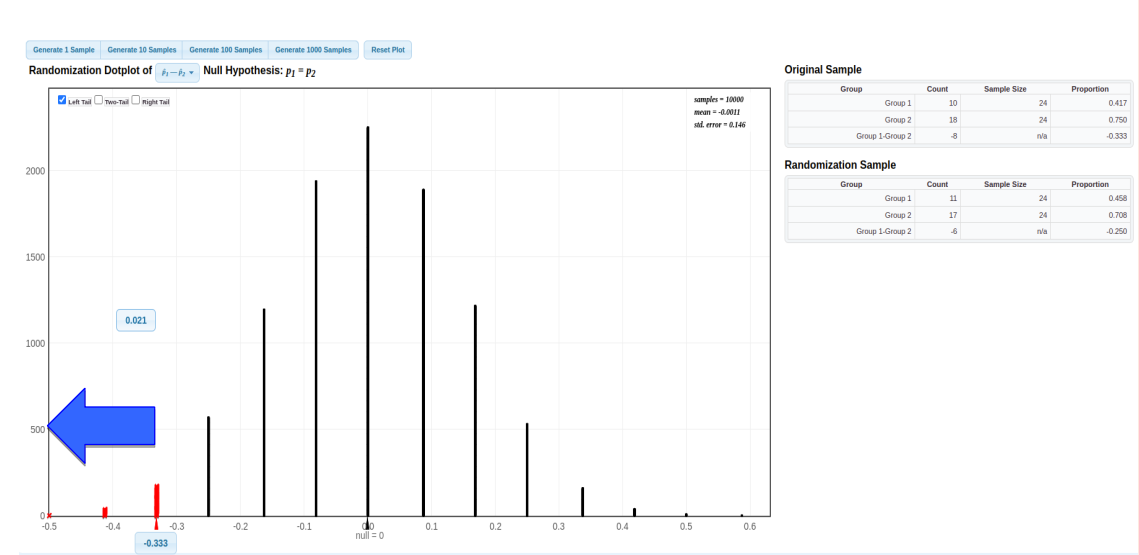 Generate 1 Sample Generate 10 Samples Generate 100 Samples Generate 1000 Samples Reset Plot
Randomization Dotplot of p̂₁ − p̂₂ ▾ Null Hypothesis: p₁ = p₂
Left Tail Two-Tail Right Tail
samples = 10000
mean = -0.0011
std. error = 0.146
2000
1500
1000
500
0
0.021
-0.5 -0.4 -0.3 -0.2 -0.1 0.0 0.1 0.2 0.3 0.4 0.5 0.6
null = 0
-0.333
Original Sample
Group Count Sample Size Proportion
Group 1 10 24 0.417
Group 2 18 24 0.750
Group 1-Group 2 -8 n/a -0.333
Randomization Sample
Group Count Sample Size Proportion
Group 1 11 24 0.458
Group 2 17 24 0.708
Group 1-Group 2 -6 n/a -0.250